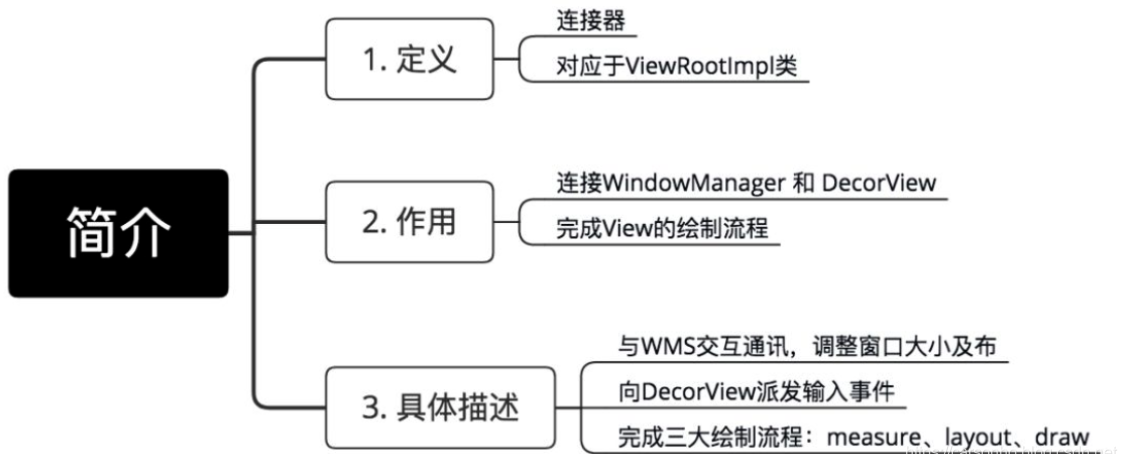 简介
1. 定义
连接器
对应于ViewRootImpl类
2. 作用
连接WindowManager 和 DecorView
完成View的绘制流程
3. 具体描述
与WMS交互通讯，调整窗口大小及布
向DecorView派发输入事件
完成三大绘制流程：measure、layout、draw